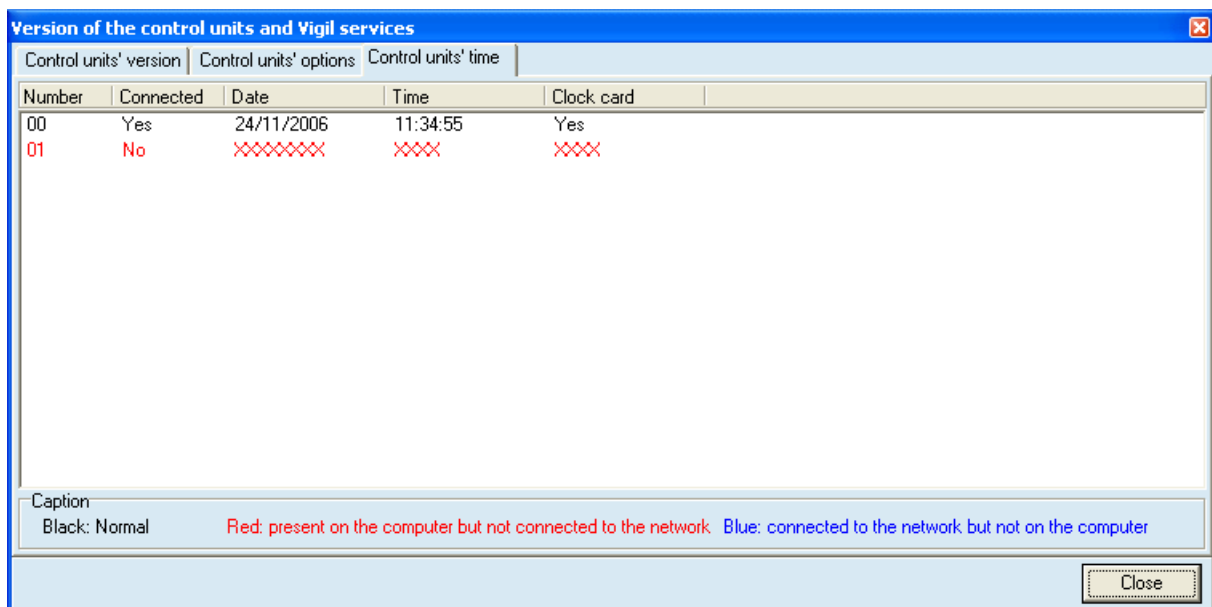 Version of the control units and Vigil services
Control units' version Control units' options Control units' time
Number Connected Date Time Clock card
00 Yes 24/11/2006 11:34:55 Yes
01 No XXXXXXXX XXXX XXXX
Caption
Black: Normal Red: present on the computer but not connected to the network Blue: connected to the network but not on the computer
Close